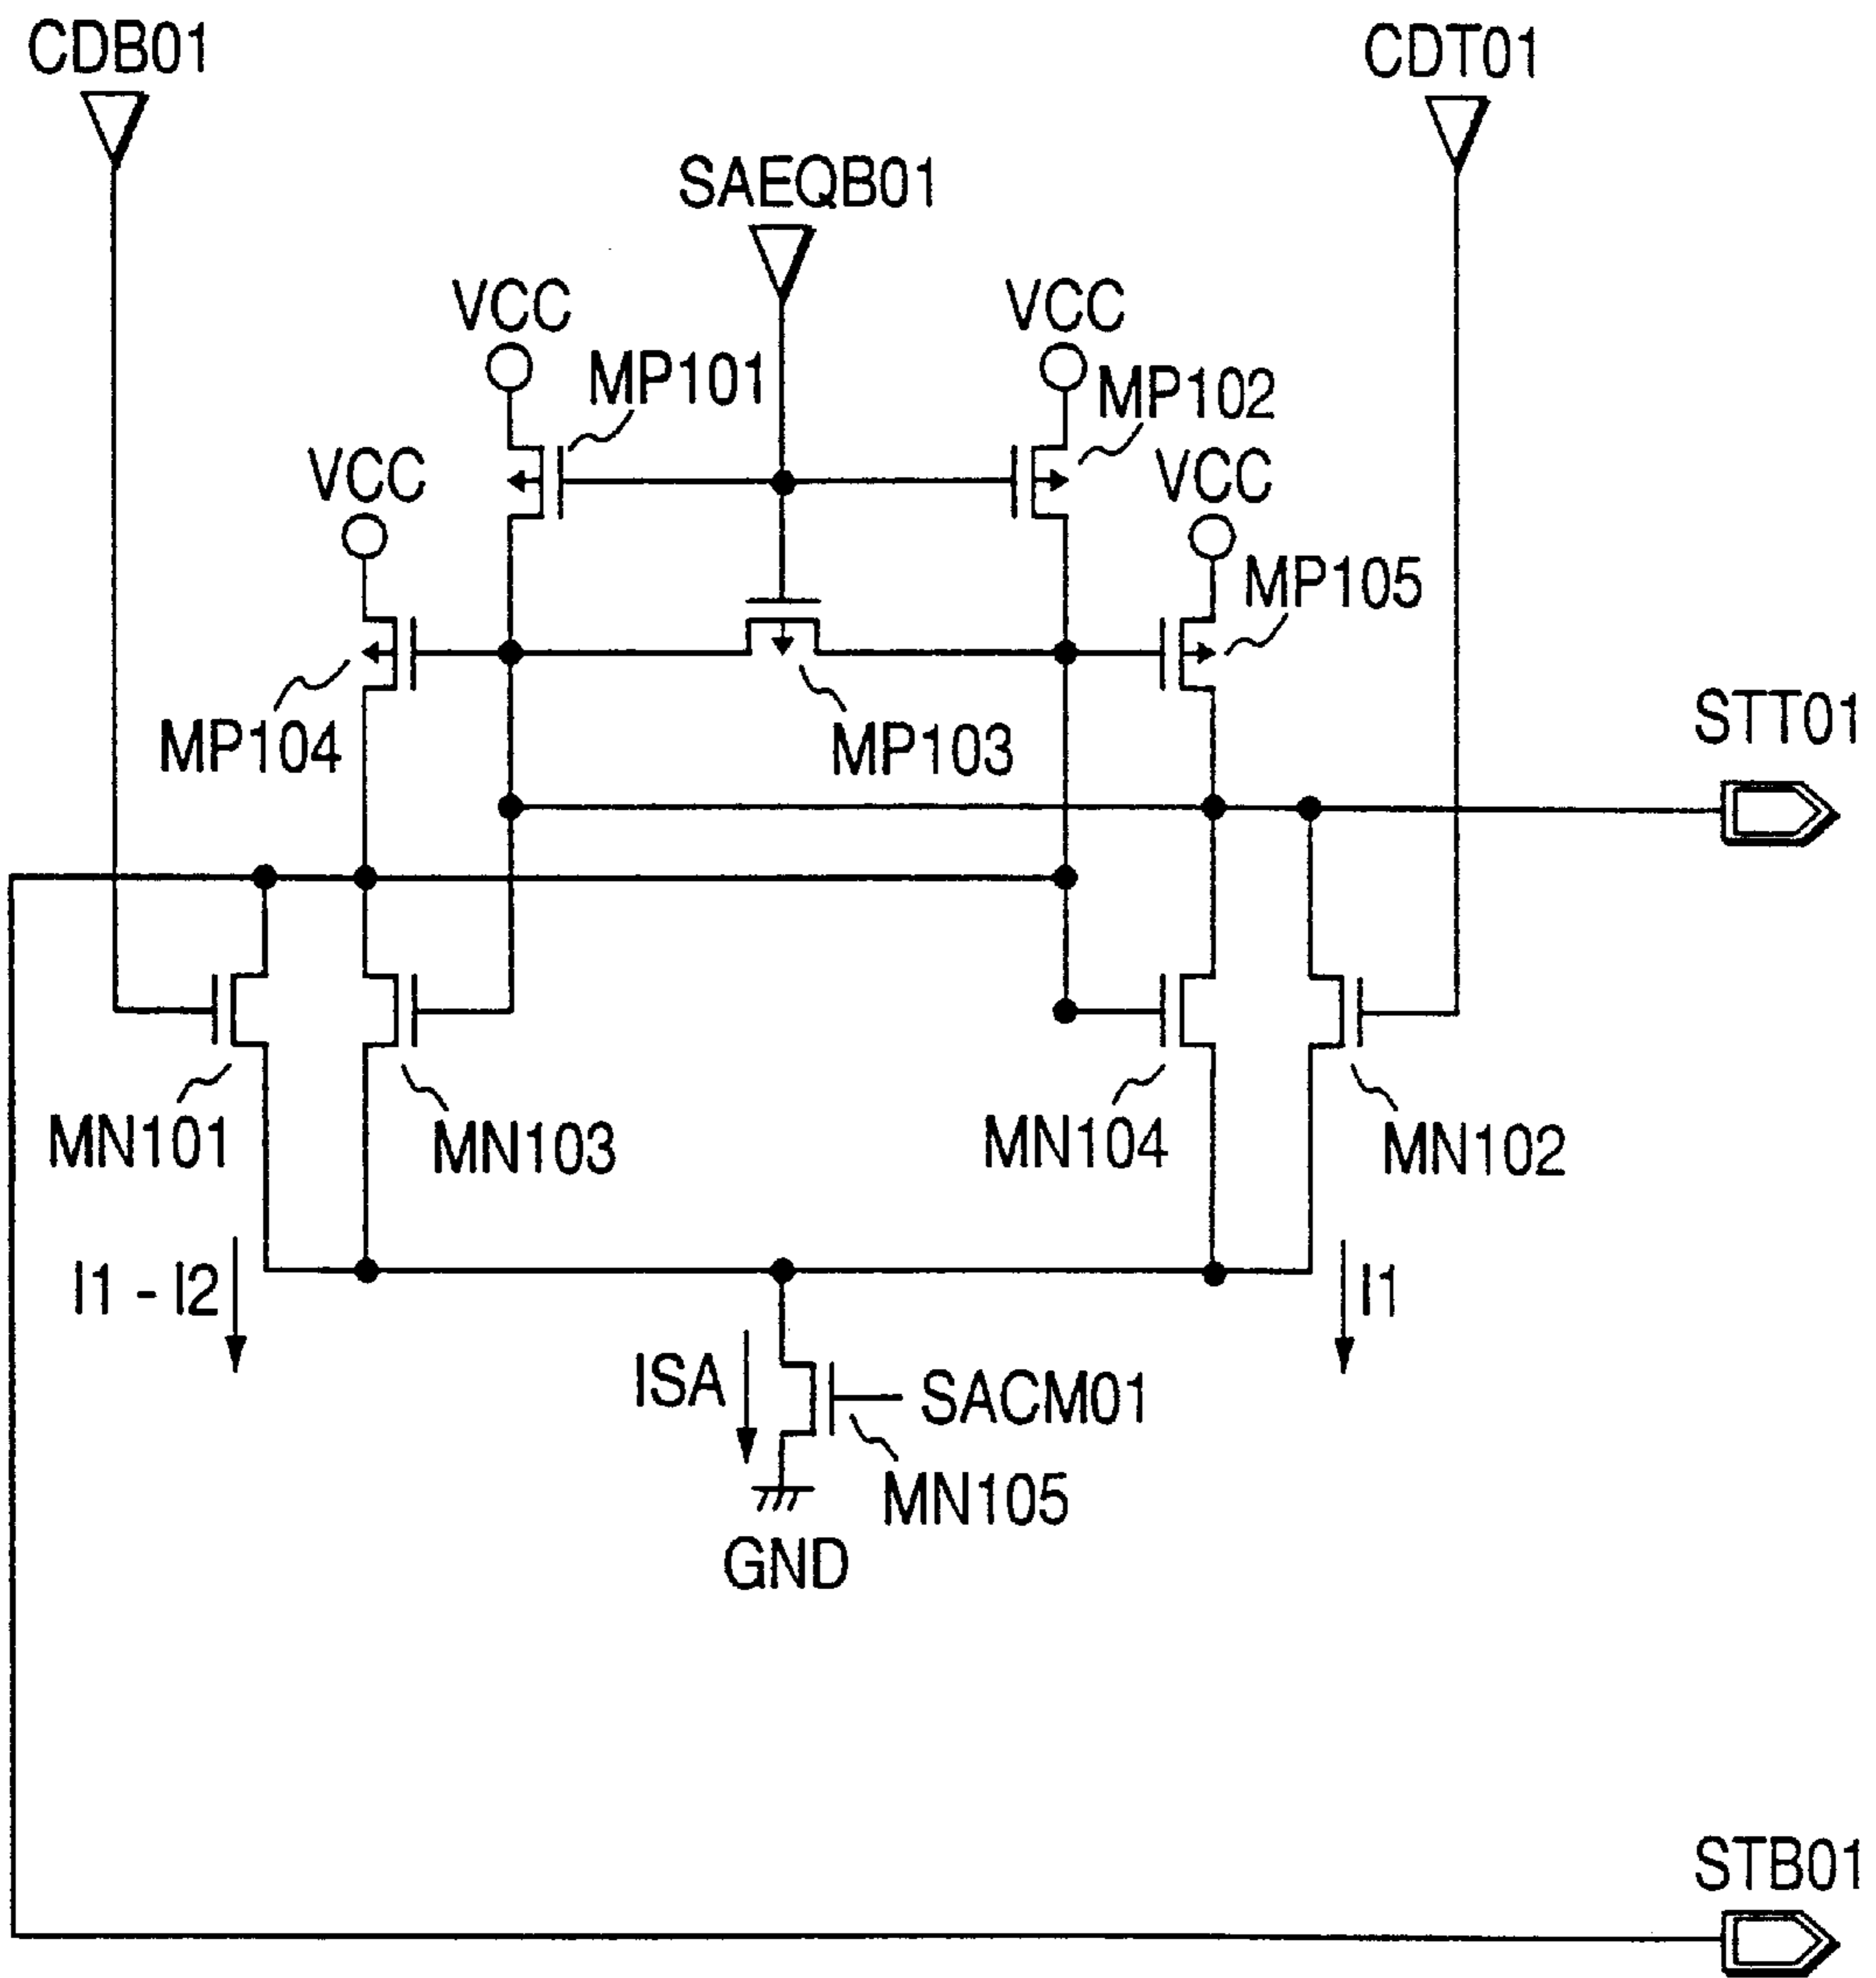 CDB01
CDT01
SAEQB01
VCC
VCC
MP101
MP102
VCC
VCC
MP105
MP104
MP103
STT01
MN101
MN103
MN104
MN102
I1 - I2
I1
ISA
SACM01
MN105
GND
STB01